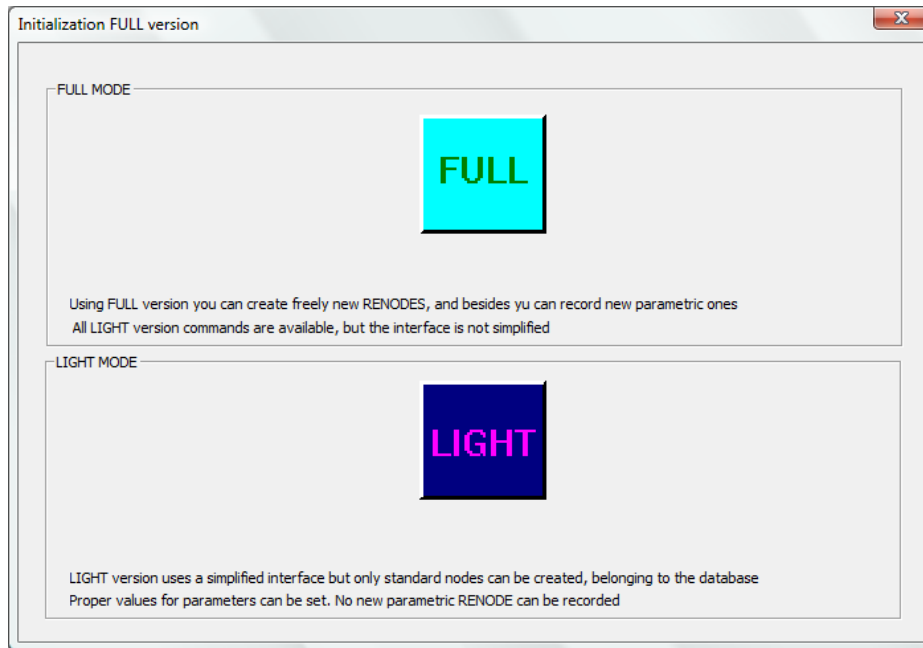 Initialization FULL version
FULL MODE
FULL
Using FULL version you can create freely new RENODES, and besides yu can record new parametric ones
All LIGHT version commands are available, but the interface is not simplified
LIGHT MODE
LIGHT
LIGHT version uses a simplified interface but only standard nodes can be created, belonging to the database
Proper values for parameters can be set. No new parametric RENODE can be recorded